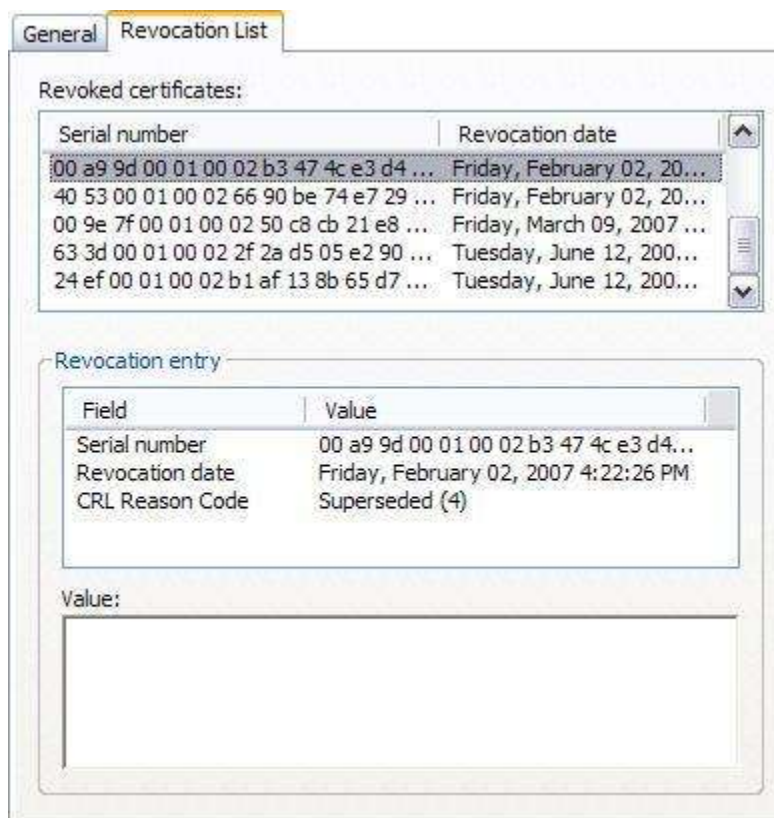 General Revocation List
Revoked certificates:
Serial number Revocation date
00 a9 9d 00 01 00 02 b3 47 4c e3 d4 ... Friday, February 02, 20...
40 53 00 01 00 02 66 90 be 74 e7 29 ... Friday, February 02, 20...
00 9e 7f 00 01 00 02 50 c8 cb 21 e8 ... Friday, March 09, 2007 ...
63 3d 00 01 00 02 2f 2a d5 05 e2 90 ... Tuesday, June 12, 200...
24 ef 00 01 00 02 b1 af 13 8b 65 d7 ... Tuesday, June 12, 200...
Revocation entry
Field Value
Serial number 00 a9 9d 00 01 00 02 b3 47 4c e3 d4...
Revocation date Friday, February 02, 2007 4:22:26 PM
CRL Reason Code Superseded (4)
Value: